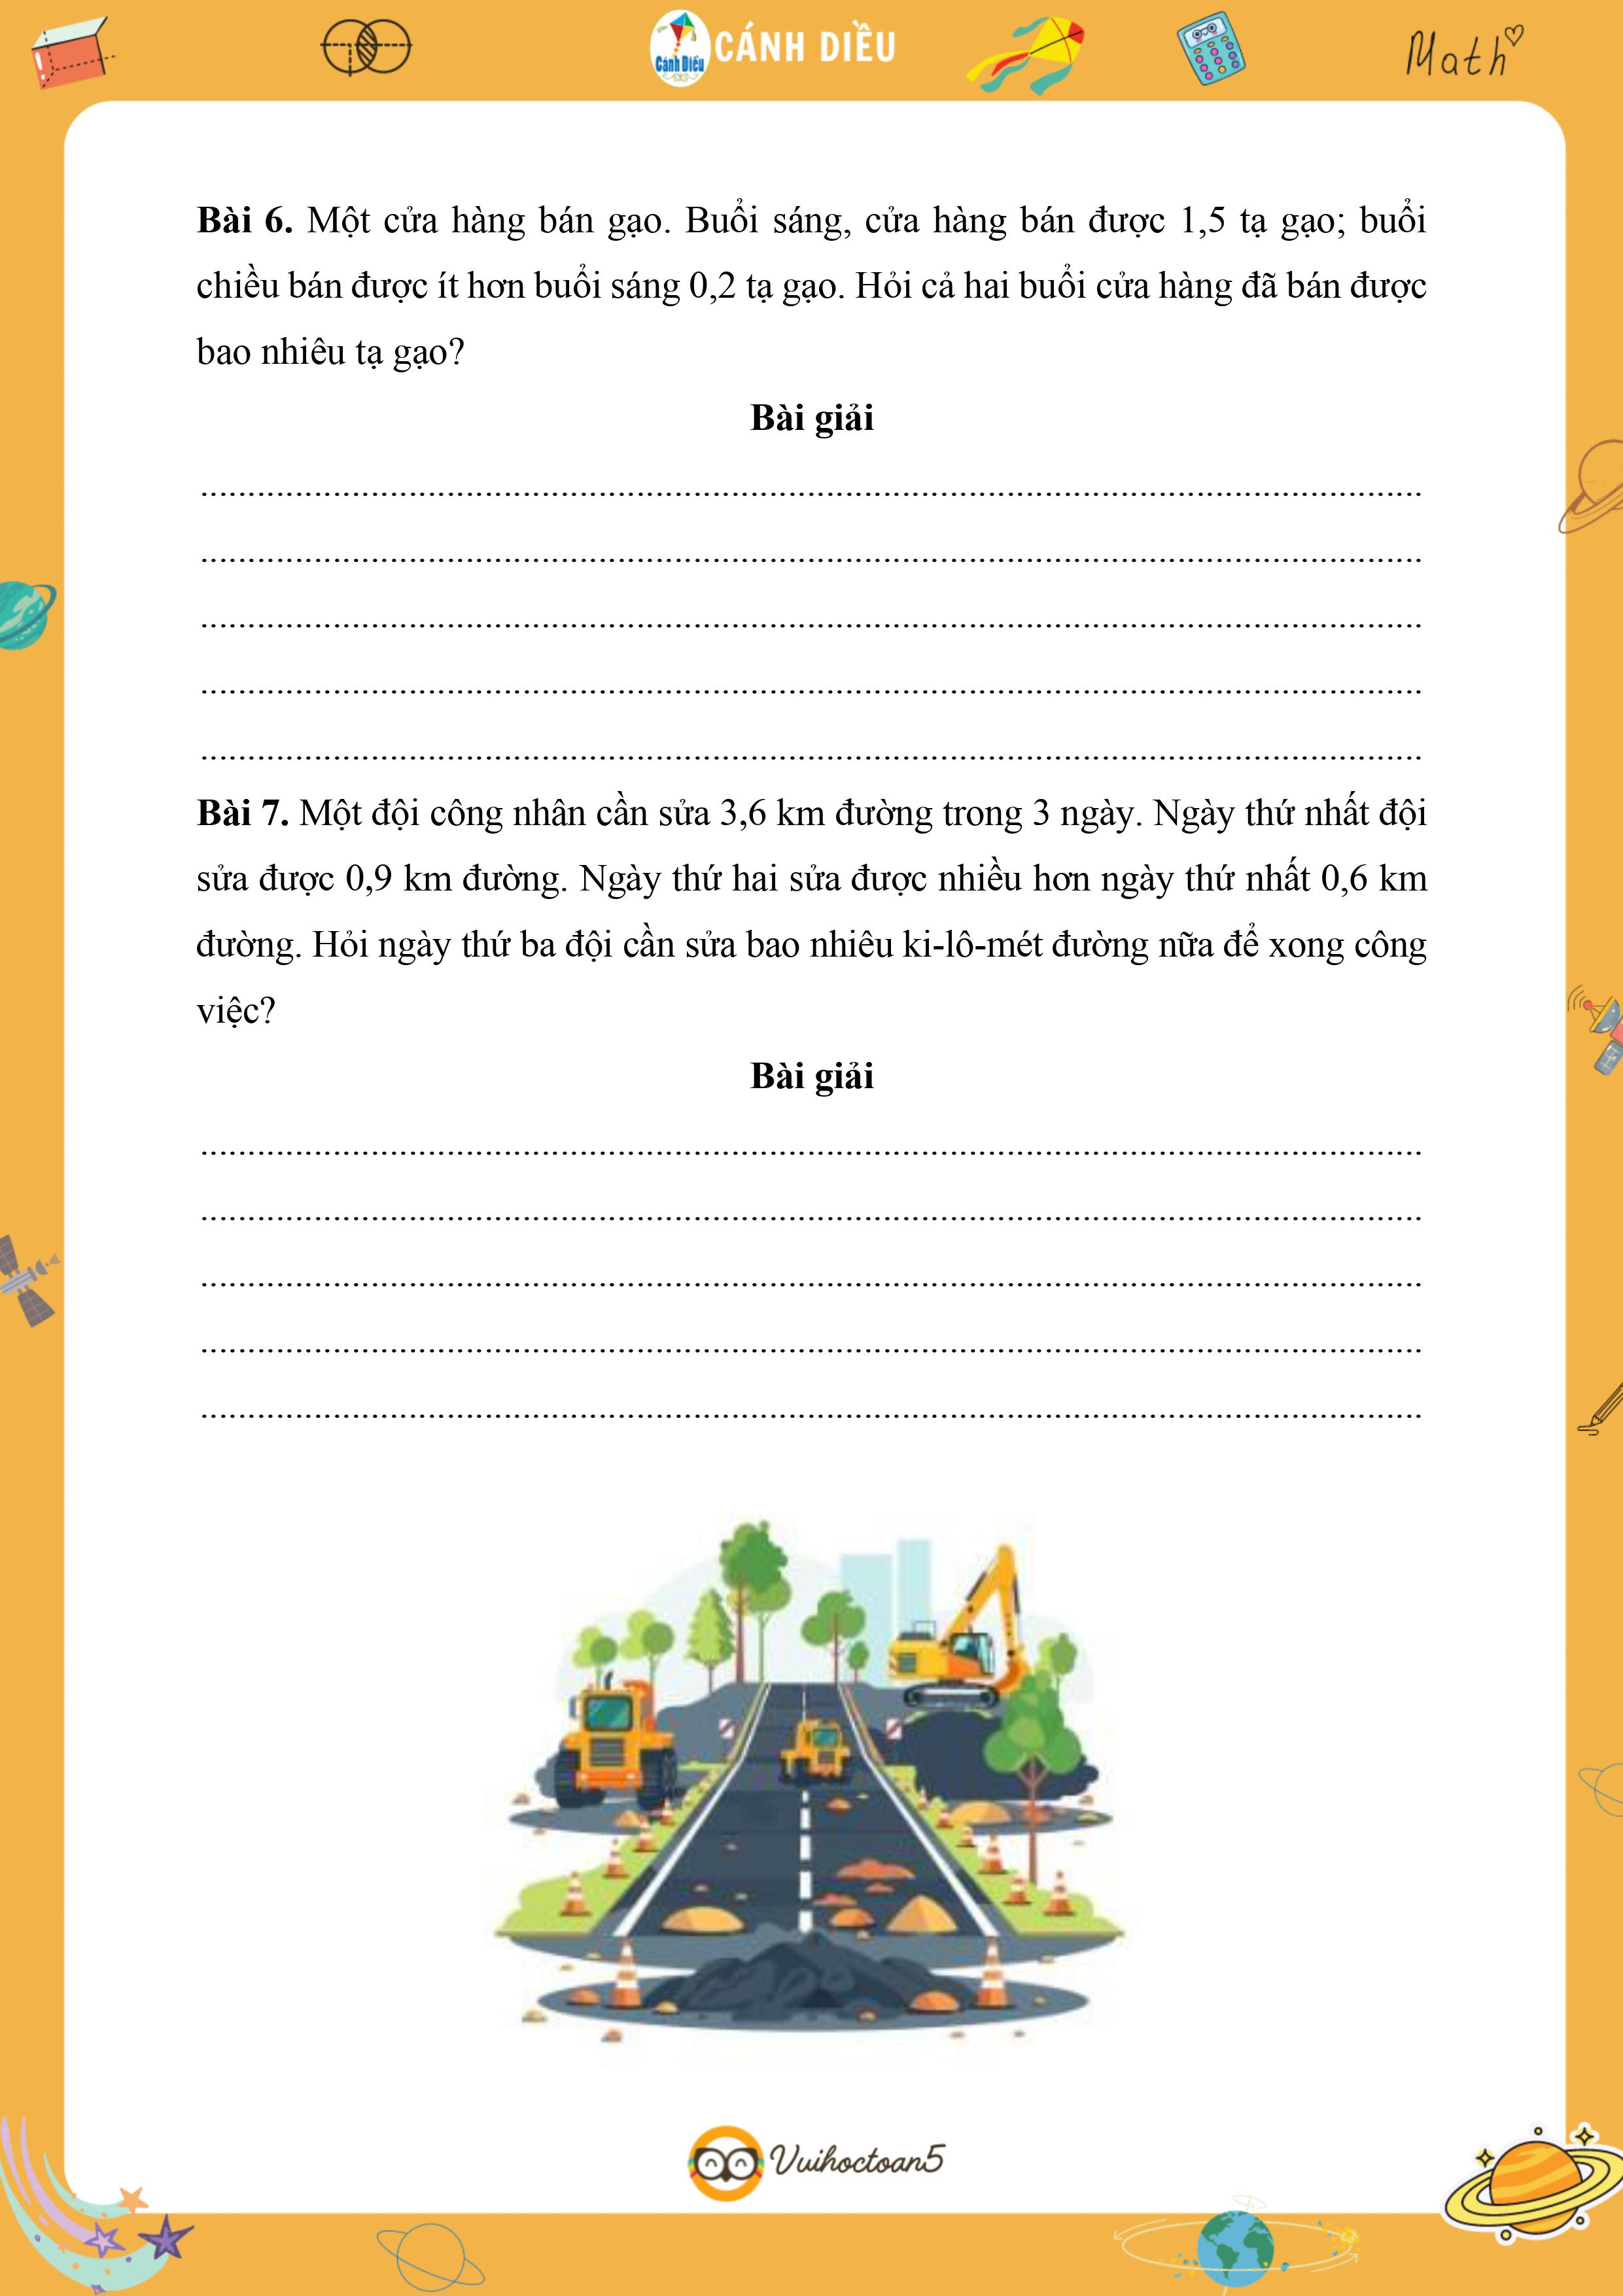 Cánh Diều
CÁNH DIỀU
Math
Bài 6. Một cửa hàng bán gạo. Buổi sáng, cửa hàng bán được 1,5 tạ gạo; buổi
chiều bán được ít hơn buổi sáng 0,2 tạ gạo. Hỏi cả hai buổi cửa hàng đã bán được
bao nhiêu tạ gạo?
Bài giải
Bài 7. Một đội công nhân cần sửa 3,6 km đường trong 3 ngày. Ngày thứ nhất đội
sửa được 0,9 km đường. Ngày thứ hai sửa được nhiều hơn ngày thứ nhất 0,6 km
đường. Hỏi ngày thứ ba đội cần sửa bao nhiêu ki-lô-mét đường nữa để xong công
việc?
Bài giải
Vuihoctoan5